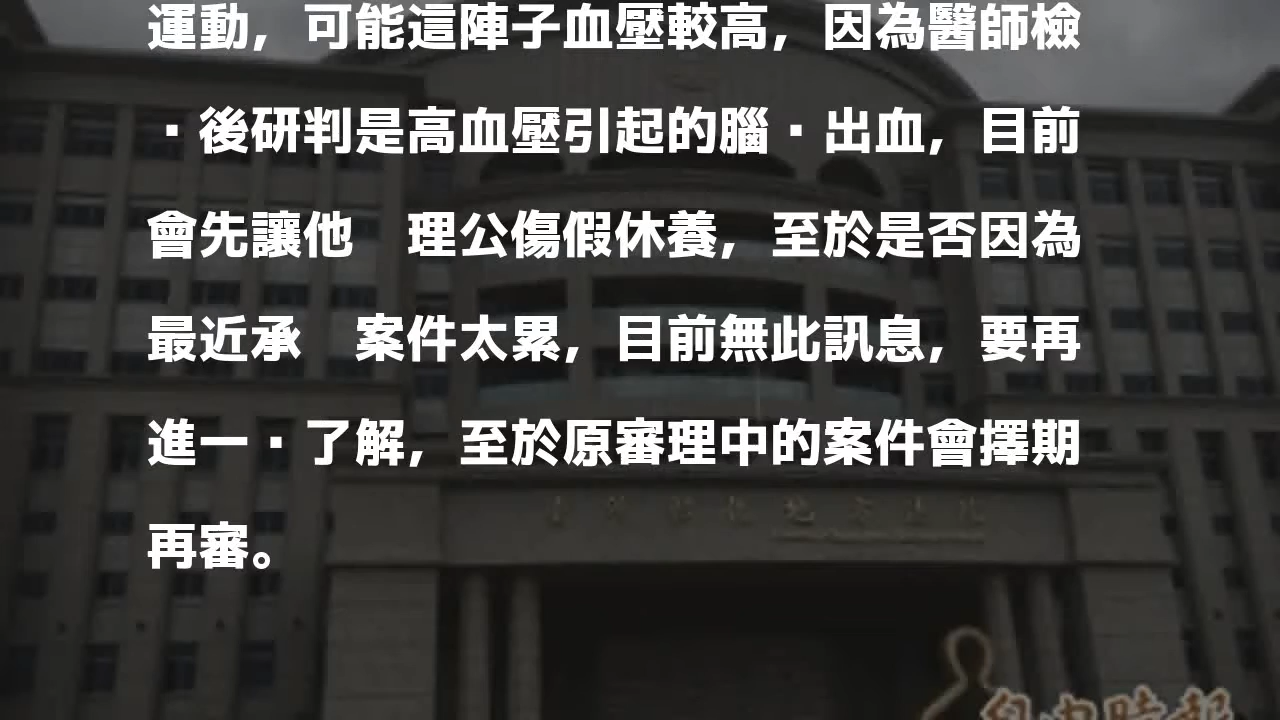 運動，可能這陣子血壓較高，因為醫師檢
·後研判是高血壓引起的腦·出血，目前
會先讓他　理公傷假休養，至於是否因為
最近承　案件太累，目前無此訊息，要再
進一·了解，至於原審理中的案件會擇期
再審。
自由時報